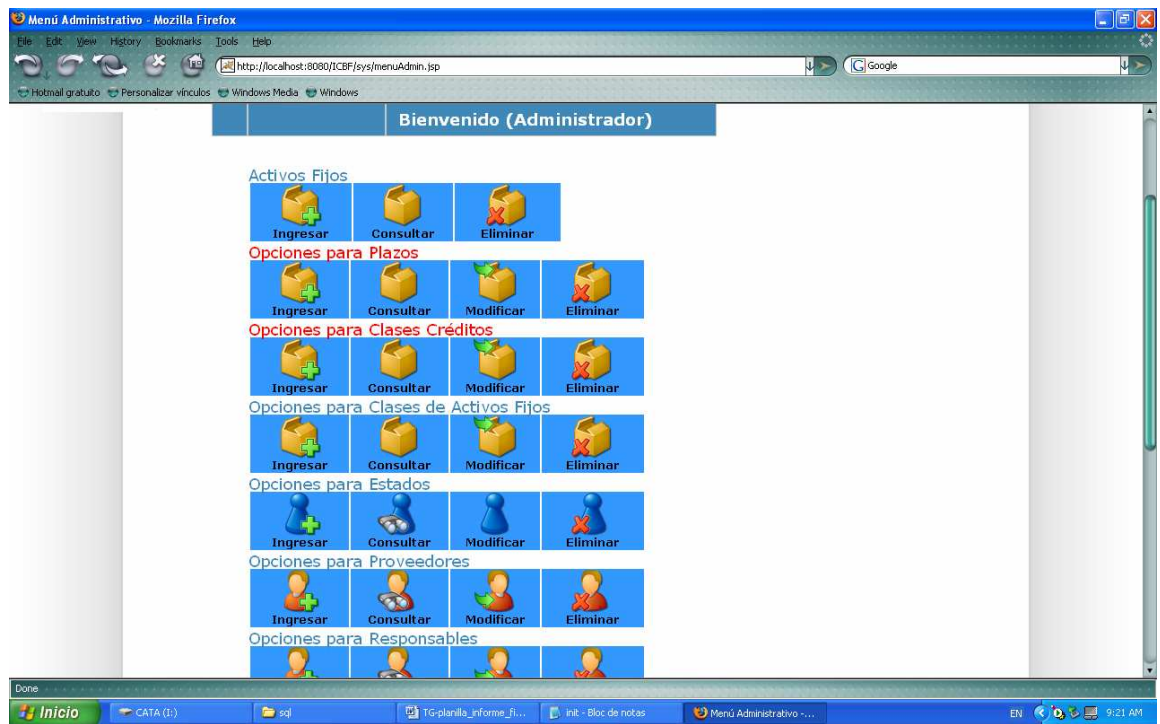 Menú Administrativo - Mozilla Firefox
File Edit View History Bookmarks Tools Help
http://localhost:8080/ICBF/sys/menuAdmin.jsp
Google
Hotmail gratuito Personalizar vínculos Windows Media Windows
Bienvenido (Administrador)
Activos Fijos
Ingresar Consultar Eliminar
Opciones para Plazos
Ingresar Consultar Modificar Eliminar
Opciones para Clases Créditos
Ingresar Consultar Modificar Eliminar
Opciones para Clases de Activos Fijos
Ingresar Consultar Modificar Eliminar
Opciones para Estados
Ingresar Consultar Modificar Eliminar
Opciones para Proveedores
Ingresar Consultar Modificar Eliminar
Opciones para Responsables
Done
Inicio CATA (I:) sql TG-planilla_informe_fi... init - Bloc de notas Menú Administrativo -... EN 9:21 AM